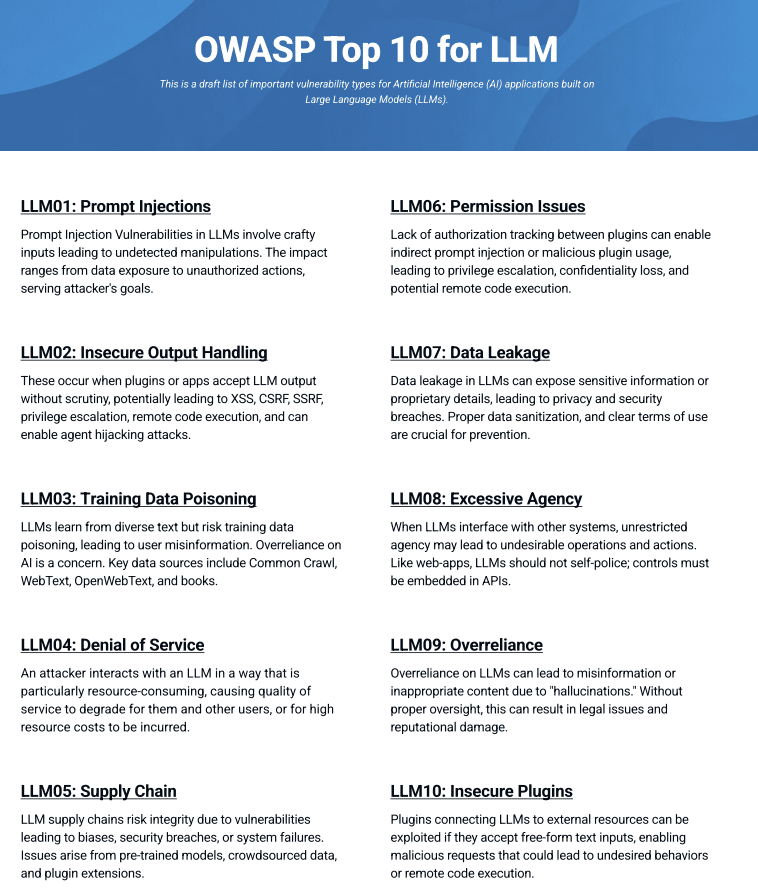 OWASP Top 10 for LLM
This is a draft list of important vulnerability types for Artificial Intelligence (AI) applications built on
Large Language Models (LLMs).
LLM01: Prompt Injections
Prompt Injection Vulnerabilities in LLMs involve crafty
inputs leading to undetected manipulations. The impact
ranges from data exposure to unauthorized actions,
serving attacker's goals.
LLM02: Insecure Output Handling
These occur when plugins or apps accept LLM output
without scrutiny, potentially leading to XSS, CSRF, SSRF,
privilege escalation, remote code execution, and can
enable agent hijacking attacks.
LLM03: Training Data Poisoning
LLMs learn from diverse text but risk training data
poisoning, leading to user misinformation. Overreliance on
AI is a concern. Key data sources include Common Crawl,
WebText, OpenWebText, and books.
LLM04: Denial of Service
An attacker interacts with an LLM in a way that is
particularly resource-consuming, causing quality of
service to degrade for them and other users, or for high
resource costs to be incurred.
LLM05: Supply Chain
LLM supply chains risk integrity due to vulnerabilities
leading to biases, security breaches, or system failures.
Issues arise from pre-trained models, crowdsourced data,
and plugin extensions.
LLM06: Permission Issues
Lack of authorization tracking between plugins can enable
indirect prompt injection or malicious plugin usage,
leading to privilege escalation, confidentiality loss, and
potential remote code execution.
LLM07: Data Leakage
Data leakage in LLMs can expose sensitive information or
proprietary details, leading to privacy and security
breaches. Proper data sanitization, and clear terms of use
are crucial for prevention.
LLM08: Excessive Agency
When LLMs interface with other systems, unrestricted
agency may lead to undesirable operations and actions.
Like web-apps, LLMs should not self-police; controls must
be embedded in APIs.
LLM09: Overreliance
Overreliance on LLMs can lead to misinformation or
inappropriate content due to "hallucinations." Without
proper oversight, this can result in legal issues and
reputational damage.
LLM10: Insecure Plugins
Plugins connecting LLMs to external resources can be
exploited if they accept free-form text inputs, enabling
malicious requests that could lead to undesired behaviors
or remote code execution.